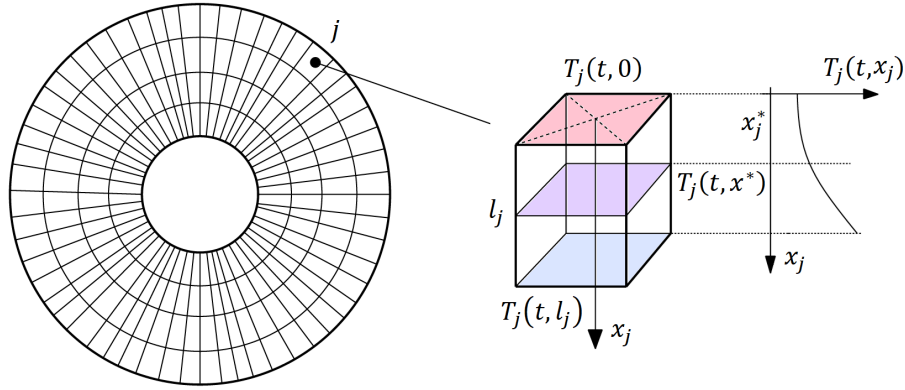 j
T_j(t, 0)
T_j(t, x_j)
x_j^*
T_j(t, x^*)
l_j
x_j
T_j(t, l_j)
x_j